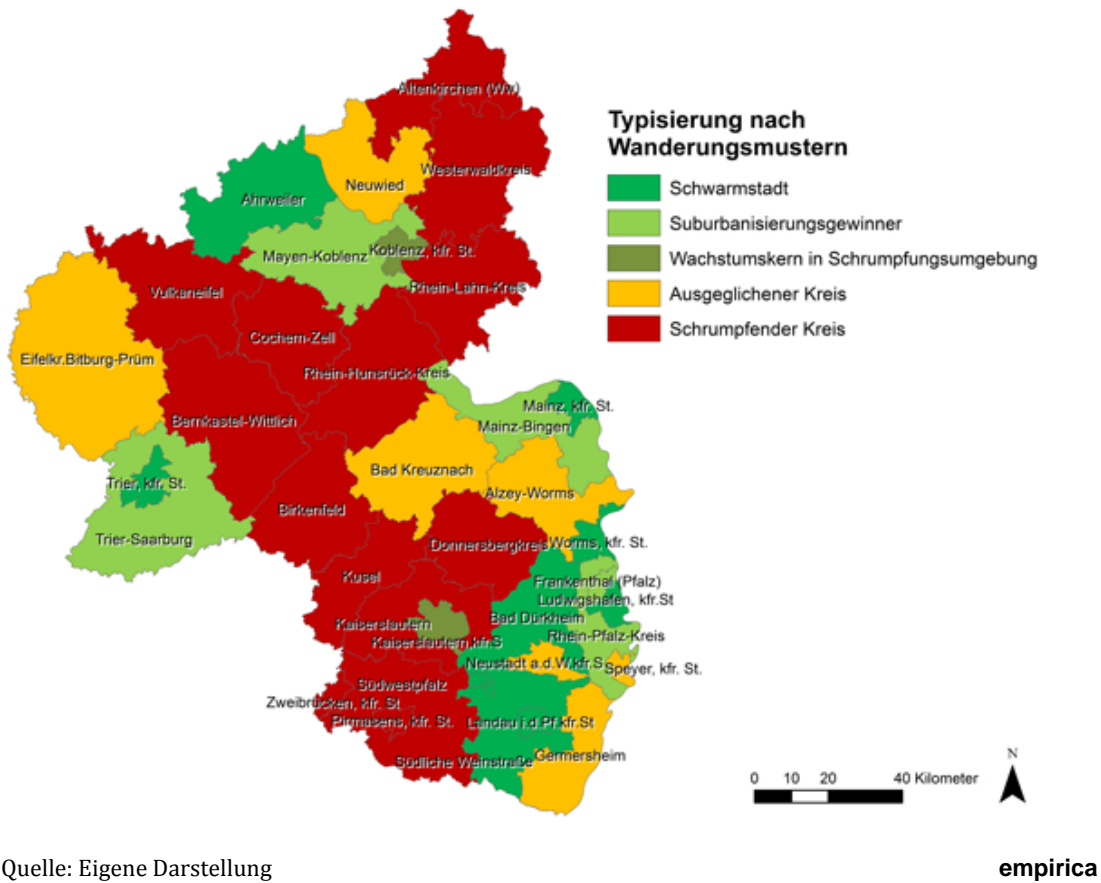 Altenkirchen (Ww)
Westerwaldkreis
Neuwied
Ahrweiler
Mayen-Koblenz
Koblenz, kfr. St.
Rhein-Lahn-Kreis
Vulkaneifel
Cochem-Zell
Eifelkr.Bitburg-Prüm
Rhein-Hunsrück-Kreis
Bernkastel-Wittlich
Mainz, kfr. St.
Mainz-Bingen
Bad Kreuznach
Alzey-Worms
Trier, kfr. St.
Birkenfeld
Trier-Saarburg
Donnersbergkreis
Worms, kfr. St.
Kusel
Frankenthal (Pfalz)
Ludwigshafen, kfr.St
Bad Dürkheim
Kaiserslautern
Rhein-Pfalz-Kreis
Kaiserslautern,kfr.S
Neustadt a.d.W.kfr.S
Speyer, kfr. St.
Südwestpfalz
Zweibrücken, kfr. St
Pirmasens, kfr. St.
Landau i.d.Pf.kfr.St
Südliche Weinstraße
Germersheim
Typisierung nach
Wanderungsmustern
Schwarmstadt
Suburbanisierungsgewinner
Wachstumskern in Schrumpfungsumgebung
Ausgeglichener Kreis
Schrumpfender Kreis
N
0 10 20 40 Kilometer
Quelle: Eigene Darstellung
empirica